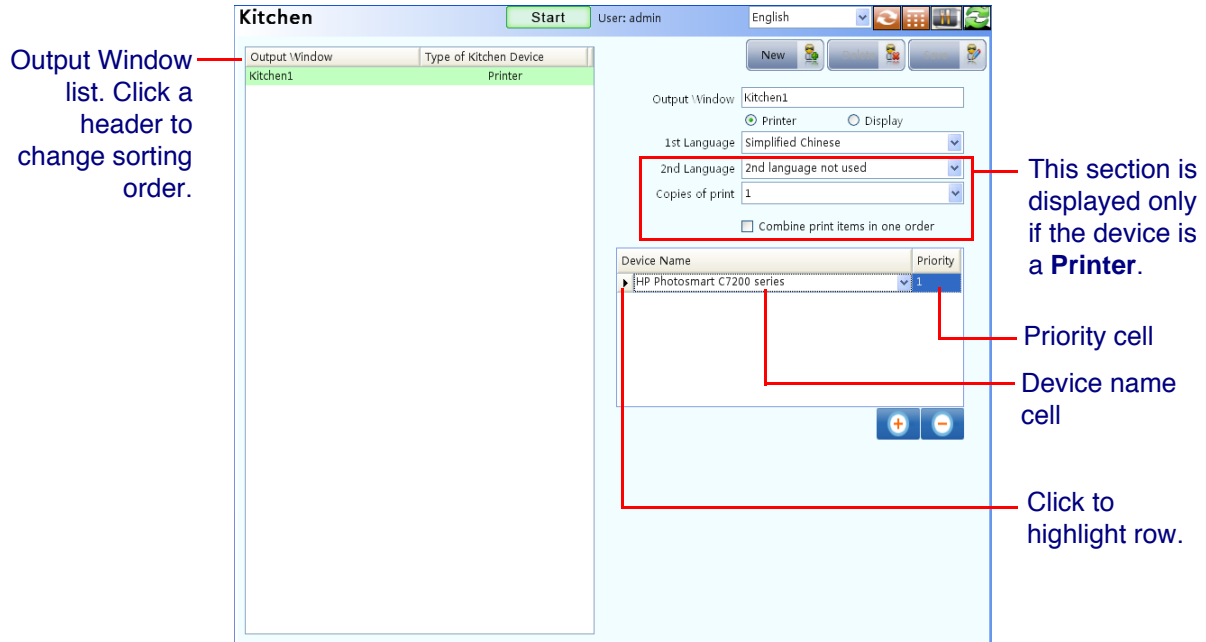 Kitchen
Start
User: admin
English
Output Window
list. Click a
header to
change sorting
order.
Output Window
Type of Kitchen Device
Kitchen1
Printer
New
Output Window
Kitchen1
Printer
Display
1st Language
Simplified Chinese
2nd Language
2nd language not used
Copies of print
1
Combine print items in one order
This section is
displayed only
if the device is
a Printer.
Device Name
Priority
HP Photosmart C7200 series
1
Priority cell
Device name
cell
Click to
highlight row.